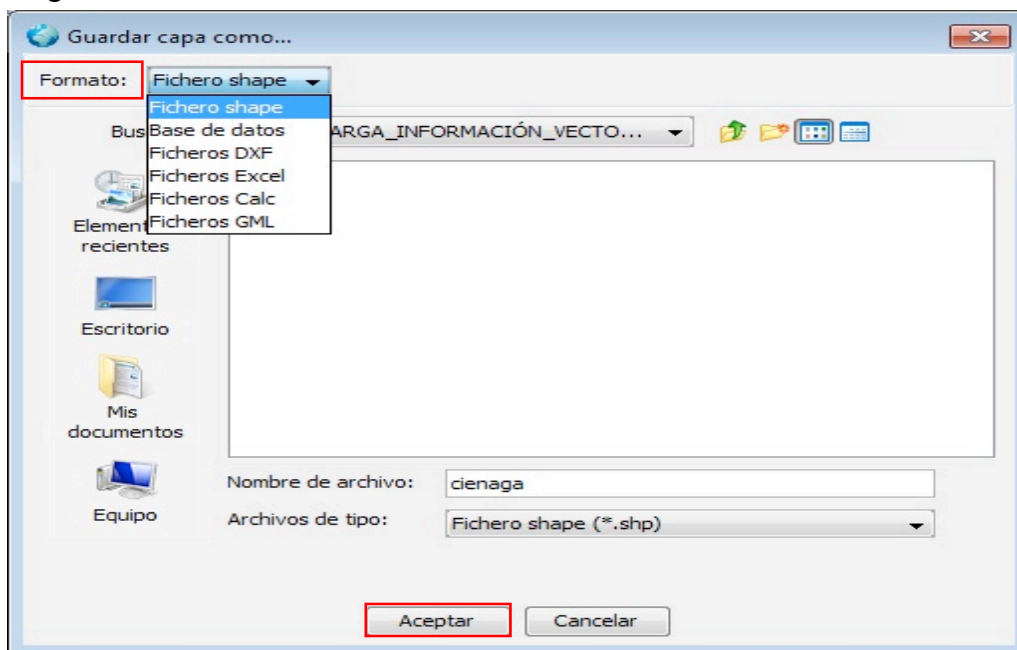 Guardar capa como...
Formato: Fichero shape
Fichero shape
Base de datos
Ficheros DXF
Ficheros Excel
Ficheros Calc
Ficheros GML
Bus ARGA_INFORMACIÓN_VECTO...
Element
recientes
Escritorio
Mis
documentos
Equipo
Nombre de archivo: cienaga
Archivos de tipo: Fichero shape (*.shp)
Aceptar Cancelar